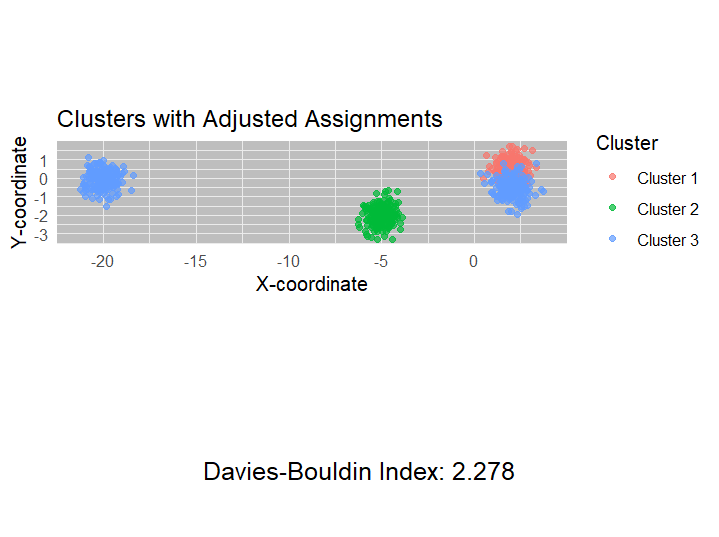 Clusters with Adjusted Assignments
Y-coordinate
1
0
-1
-2
-3
-20
-15
-10
-5
0
X-coordinate
Cluster
Cluster 1
Cluster 2
Cluster 3
Davies-Bouldin Index: 2.278